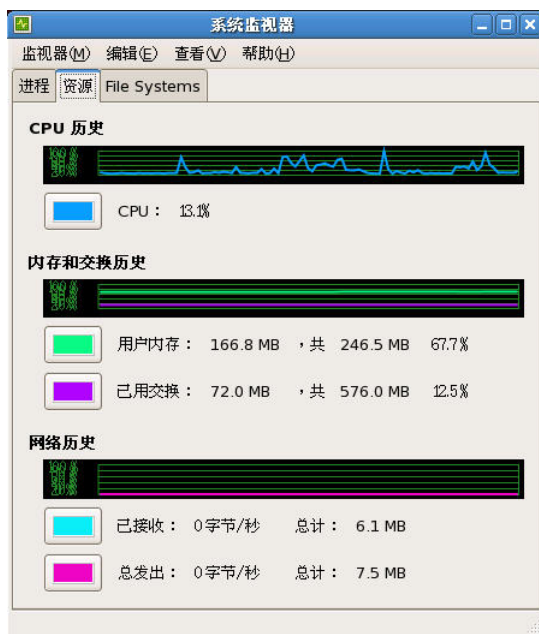 系统监视器
监视器(M) 编辑(E) 查看(V) 帮助(H)
进程 资源 File Systems
CPU 历史
CPU： 13.1%
内存和交换历史
用户内存： 166.8 MB ，共 246.5 MB 67.7%
已用交换： 72.0 MB ，共 576.0 MB 12.5%
网络历史
已接收： 0字节/秒 总计： 6.1 MB
总发出： 0字节/秒 总计： 7.5 MB